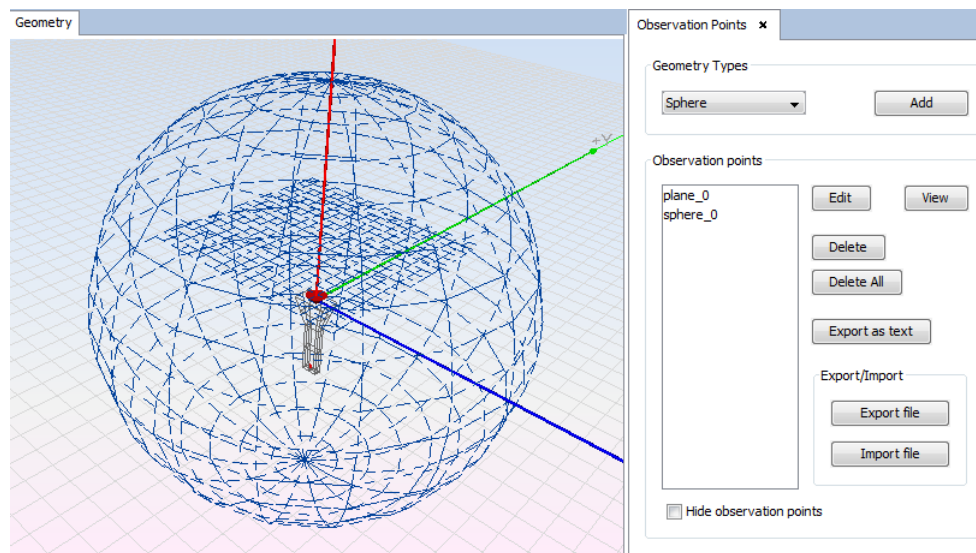 Geometry
+Y
Observation Points ×
Geometry Types
Sphere
Add
Observation points
plane_0
sphere_0
Edit
View
Delete
Delete All
Export as text
Export/Import
Export file
Import file
Hide observation points